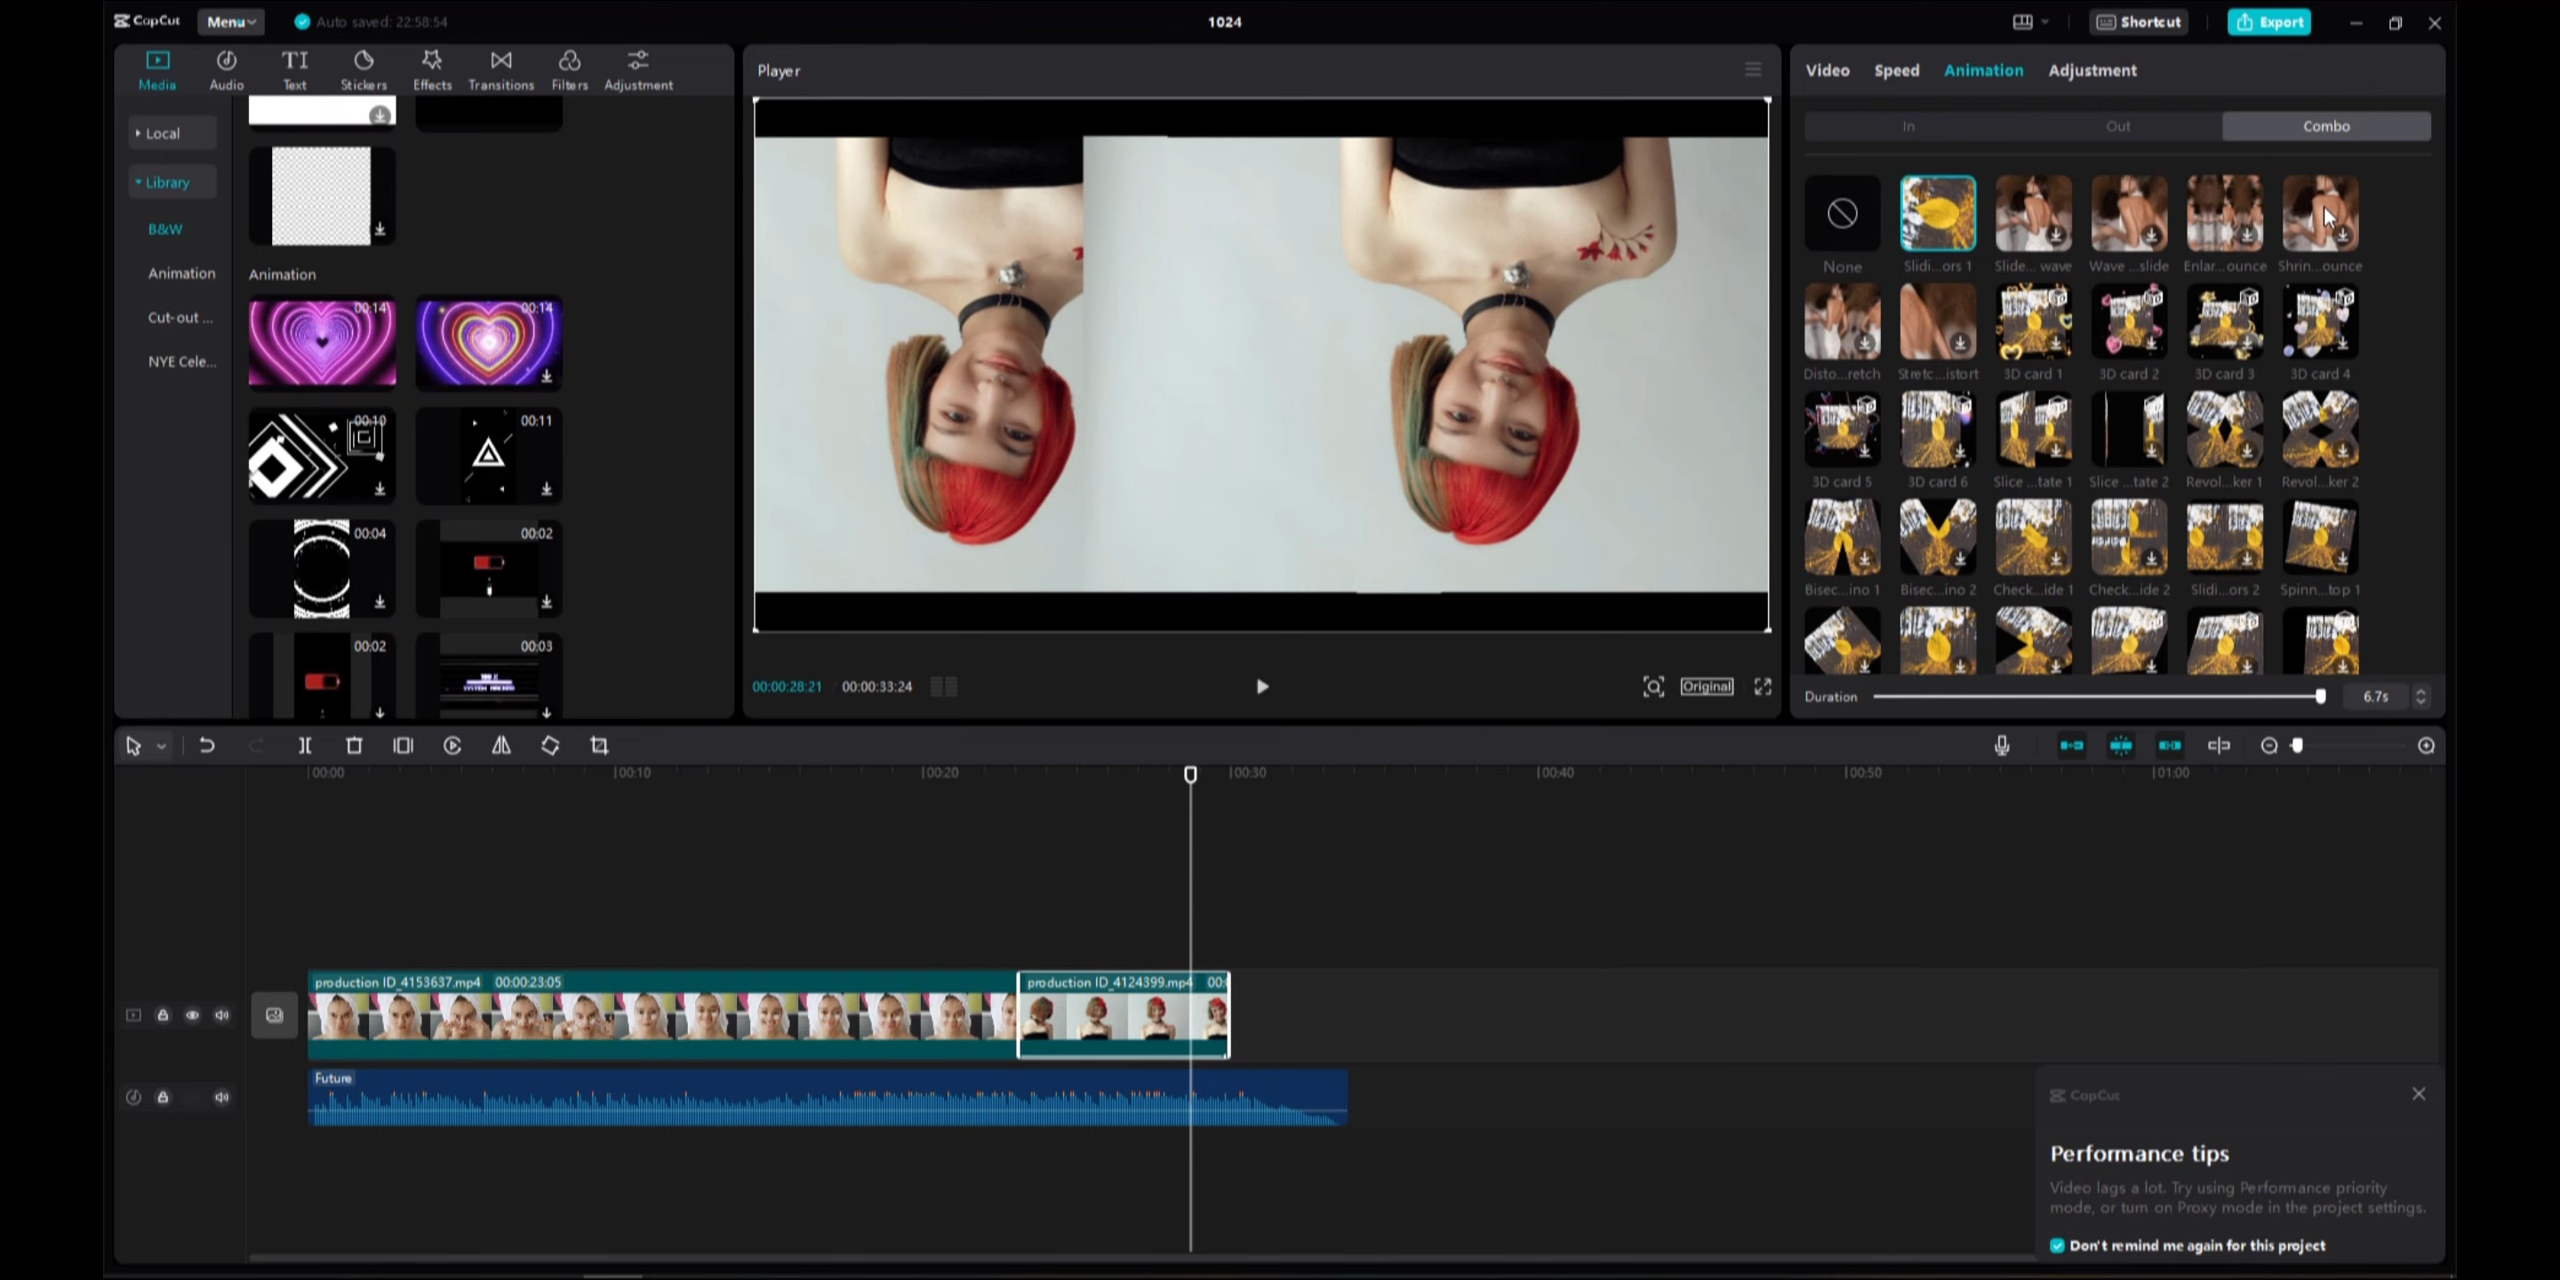 CapCut Menu Auto saved: 22:58:54 1024 Shortcut Export
Media Audio Text Stickers Effects Transitions Filters Adjustment
Local
Library
B&W
Animation
Cut-out ...
NYE Cele...
Animation
00:14 00:14
00:10 00:11
00:04 00:02
00:02 00:03
Player
00:00:28:21 / 00:00:33:24 Original
Video Speed Animation Adjustment
In Out Combo
None Slidi...ors 1 Slide... wave Wave ...slide Enlar...ounce Shrin...ounce
Disto...retch Stretc...istort 3D card 1 3D card 2 3D card 3 3D card 4
3D card 5 3D card 6 Slice ...tate 1 Slice ...tate 2 Revol...ker 1 Revol...ker 2
Bisec...ino 1 Bisec...ino 2 Check...ide 1 Check...ide 2 Slidi...ors 2 Spinn...top 1
Duration 6.7s
00:00 00:10 00:20 00:30 00:40 00:50 01:00
production ID_4153637.mp4 00:00:23:05 production ID_4124399.mp4 00:
Future
CapCut
Performance tips
Video lags a lot. Try using Performance priority
mode, or turn on Proxy mode in the project settings.
Don't remind me again for this project